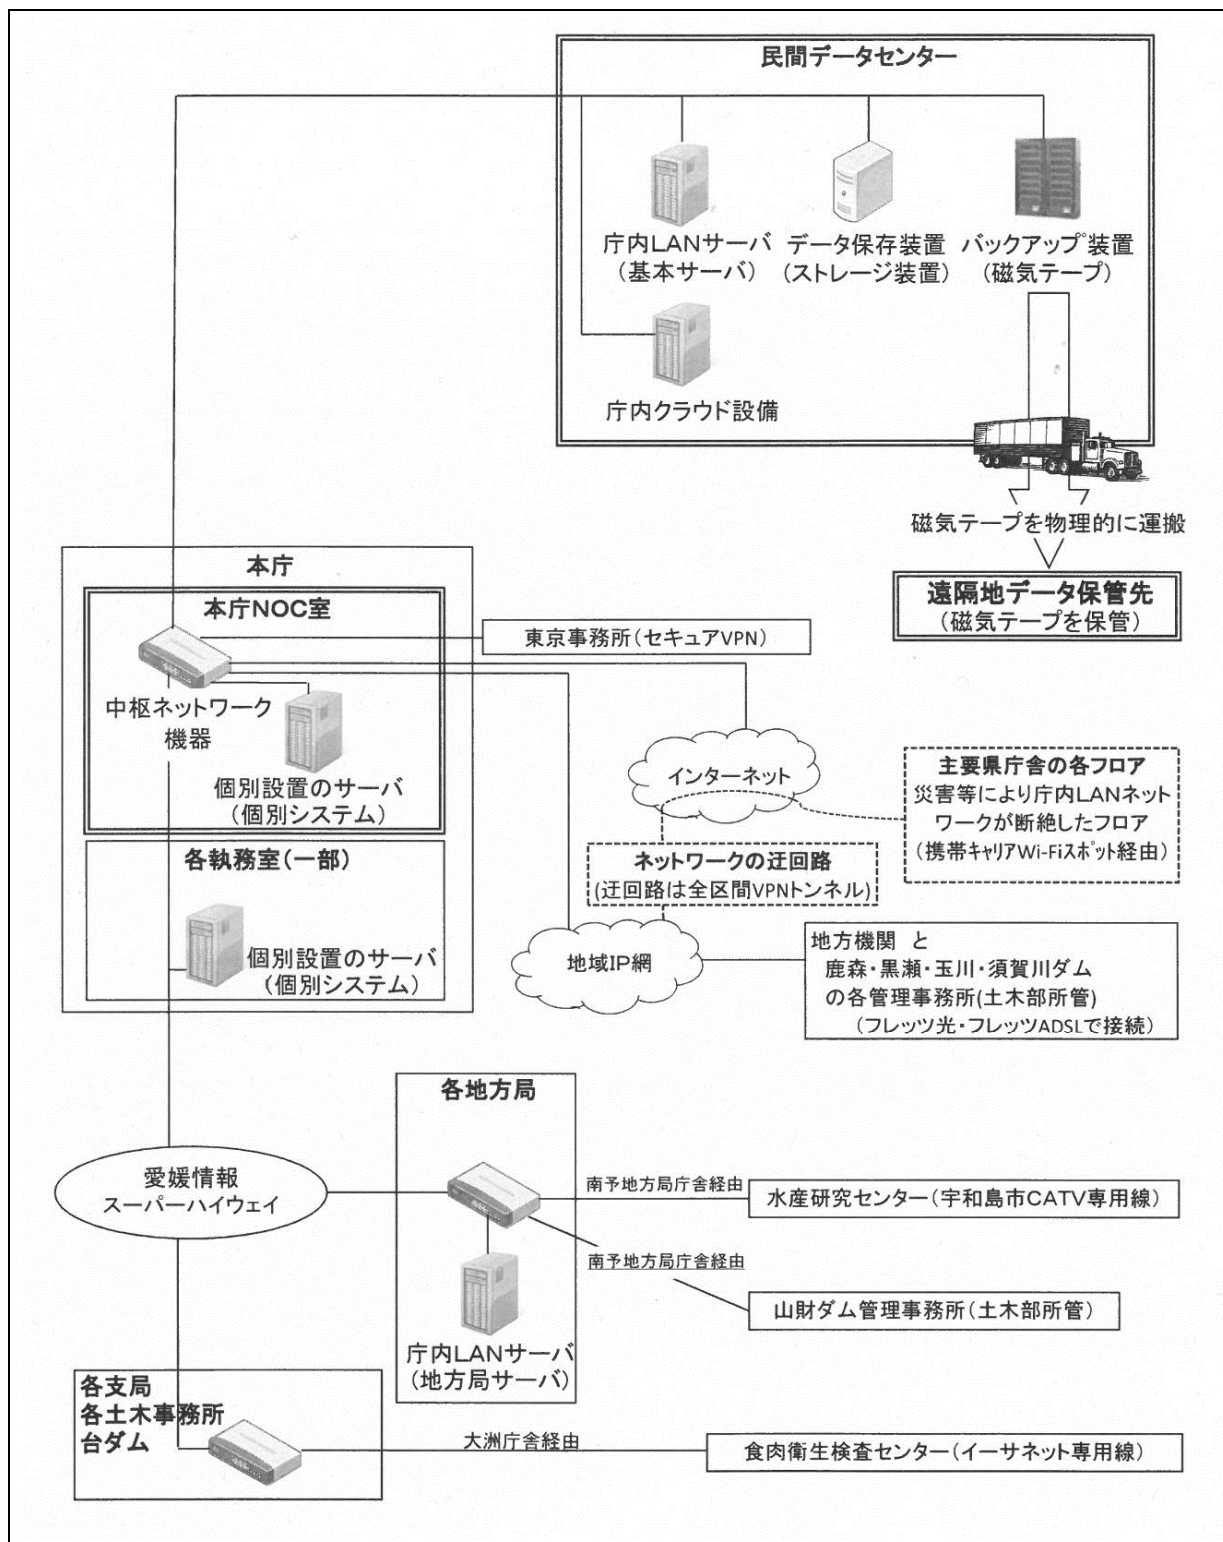 民間データセンター
庁内LANサーバ
(基本サーバ)
データ保存装置
(ストレージ装置)
バックアップ装置
(磁気テープ)
庁内クラウド設備
磁気テープを物理的に運搬
遠隔地データ保管先
(磁気テープを保管)
本庁
本庁NOC室
東京事務所(セキュアVPN)
中枢ネットワーク
機器
個別設置のサーバ
(個別システム)
インターネット
主要県庁舎の各フロア
災害等により庁内LANネット
ワークが断絶したフロア
(携帯キャリアWi-Fiスポット経由)
各執務室(一部)
ネットワークの迂回路
(迂回路は全区間VPNトンネル)
個別設置のサーバ
(個別システム)
地域IP網
地方機関 と
鹿森・黒瀬・玉川・須賀川ダム
の各管理事務所(土木部所管)
(フレッツ光・フレッツADSLで接続)
各地方局
愛媛情報
スーパーハイウェイ
南予地方局庁舎経由
水産研究センター(宇和島市CATV専用線)
南予地方局庁舎経由
山財ダム管理事務所(土木部所管)
庁内LANサーバ
(地方局サーバ)
各支局
各土木事務所
台ダム
大洲庁舎経由
食肉衛生検査センター(イーサネット専用線)